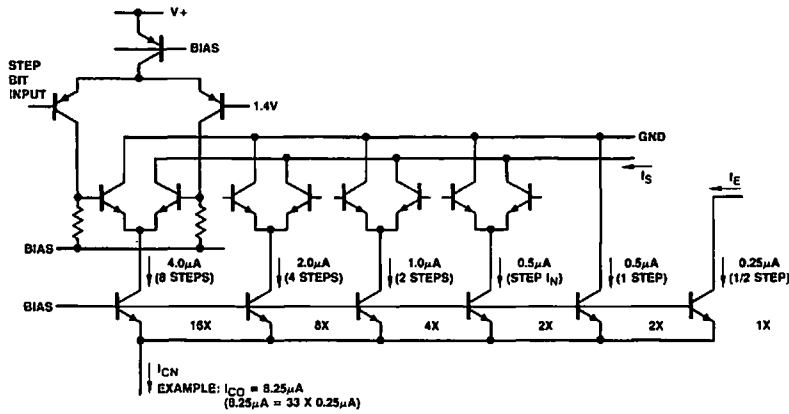 V+
BIAS
STEP
BIT
INPUT
1.4V
GND
IS
IE
BIAS
4.0µA
(8 STEPS)
2.0µA
(4 STEPS)
1.0µA
(2 STEPS)
0.5µA
(STEP IN)
0.5µA
(1 STEP)
0.25µA
(1/2 STEP)
BIAS
16X
8X
4X
2X
2X
1X
ICN
EXAMPLE: ICO = 8.25µA
(8.25µA = 33 X 0.25µA)